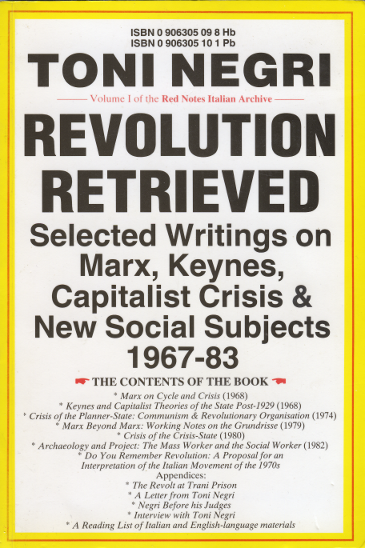 ISBN 0 906305 09 8 Hb
ISBN 0 906305 10 1 Pb
TONI NEGRI
Volume I of the Red Notes Italian Archive
REVOLUTION
RETRIEVED
Selected Writings on
Marx, Keynes,
Capitalist Crisis &
New Social Subjects
1967-83
THE CONTENTS OF THE BOOK
* Marx on Cycle and Crisis (1968)
* Keynes and Capitalist Theories of the State Post-1929 (1968)
* Crisis of the Planner-State: Communism & Revolutionary Organisation (1974)
* Marx Beyond Marx: Working Notes on the Grundrisse (1979)
* Crisis of the Crisis-State (1980)
* Archaeology and Project: The Mass Worker and the Social Worker (1982)
* Do You Remember Revolution: A Proposal for an
Interpretation of the Italian Movement of the 1970s
Appendices:
* The Revolt at Trani Prison
* A Letter from Toni Negri
* Negri Before his Judges
* Interview with Toni Negri
* A Reading List of Italian and English-language materials